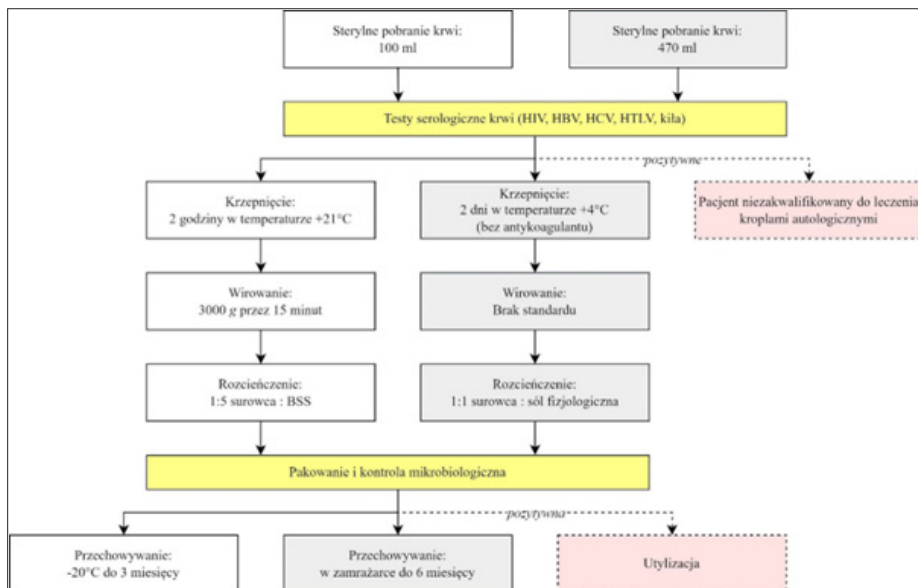 Sterylne pobranie krwi:
100 ml
Sterylne pobranie krwi:
470 ml
Testy serologiczne krwi (HIV, HBV, HCV, HTLV, kiła)
pozytywne
Krzepnięcie:
2 godziny w temperaturze +21°C
Krzepnięcie:
2 dni w temperaturze +4°C
(bez antykoagulantu)
Pacjent niezakwalifikowany do leczenia
kroplami autologicznymi
Wirowanie:
3000 g przez 15 minut
Wirowanie:
Brak standardu
Rozcieńczenie:
1:5 surowca : BSS
Rozcieńczenie:
1:1 surowca : sól fizjologiczna
Pakowanie i kontrola mikrobiologiczna
pozytywna
Przechowywanie:
-20°C do 3 miesięcy
Przechowywanie:
w zamrażarce do 6 miesięcy
Utylizacja